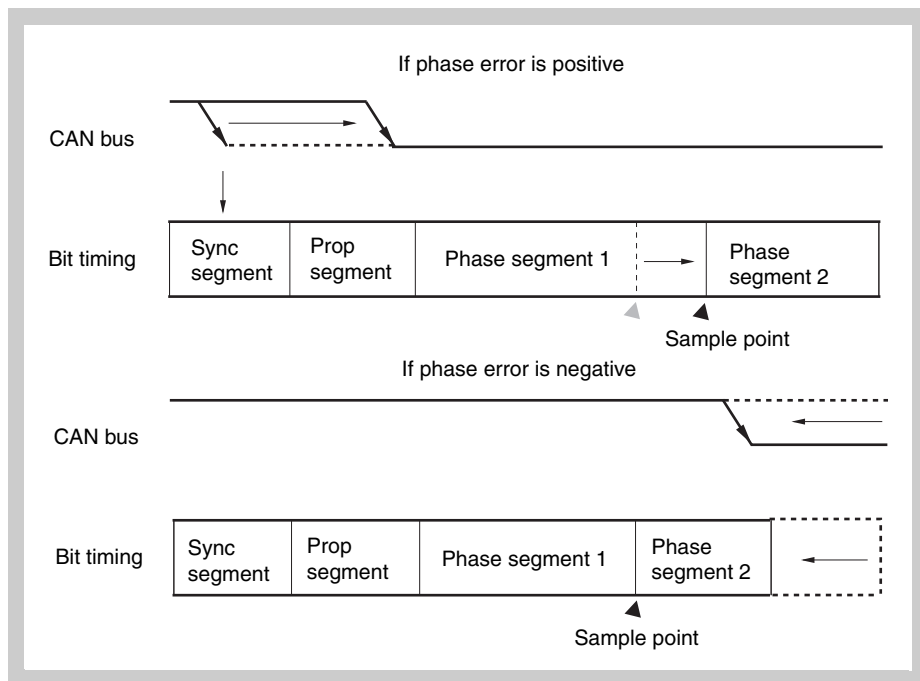 If phase error is positive
CAN bus
Bit timing
Sync
segment
Prop
segment
Phase segment 1
Phase
segment 2
Sample point
If phase error is negative
CAN bus
Bit timing
Sync
segment
Prop
segment
Phase segment 1
Phase
segment 2
Sample point